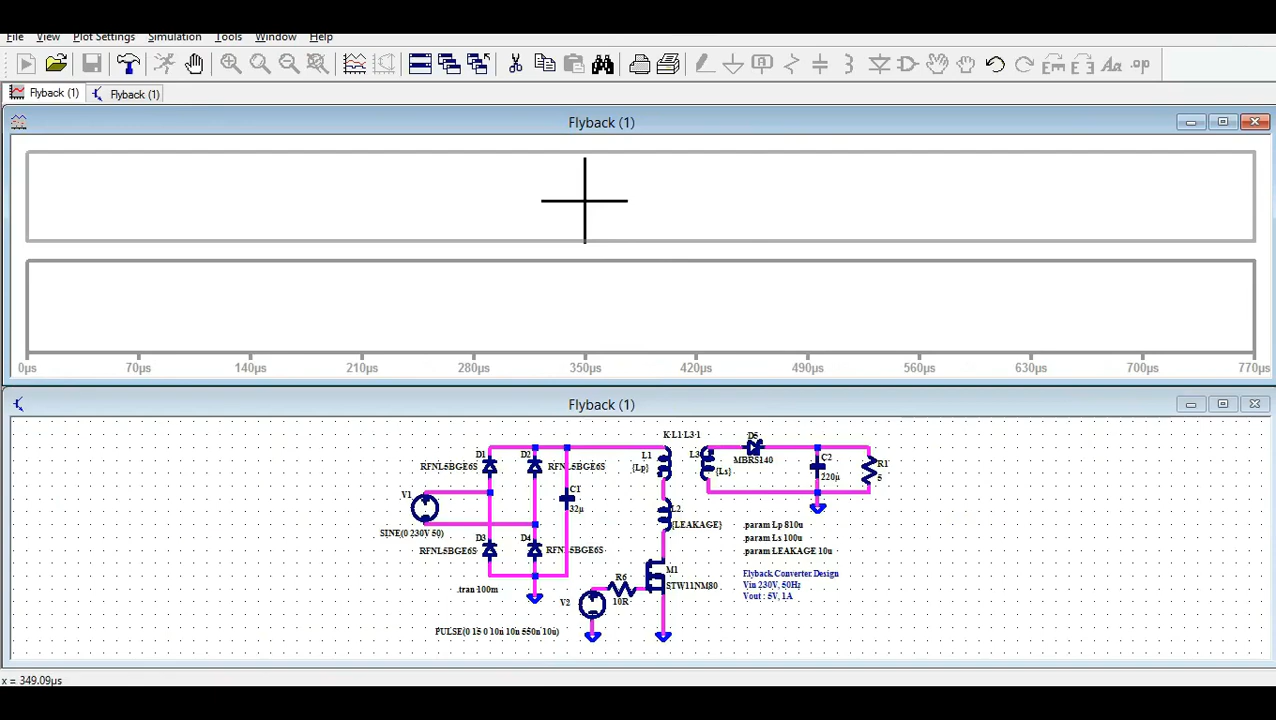 File View Plot Settings Simulation Tools Window Help
Flyback (1) Flyback (1)
Flyback (1)
0µs 70µs 140µs 210µs 280µs 350µs 420µs 490µs 560µs 630µs 700µs 770µs
Flyback (1)
K L1 L3 1
D1 D2 L1 L3 D5
RFNL5BGE6S RFNL5BGE6S {Lp} {Ls} MBRS140 C2 R1
220µ 5
V1 C1
32µ L2
SINE(0 230V 50) {LEAKAGE}
.param Lp 810u
.param Ls 100u
.param LEAKAGE 10u
D3 D4
RFNL5BGE6S RFNL5BGE6S
M1
STW11NM80
Flyback Converter Design
Vin 230V, 50Hz
Vout : 5V, 1A
.tran 100m
R6
10R
V2
PULSE(0 15 0 10n 10n 550n 10u)
x = 349.09µs